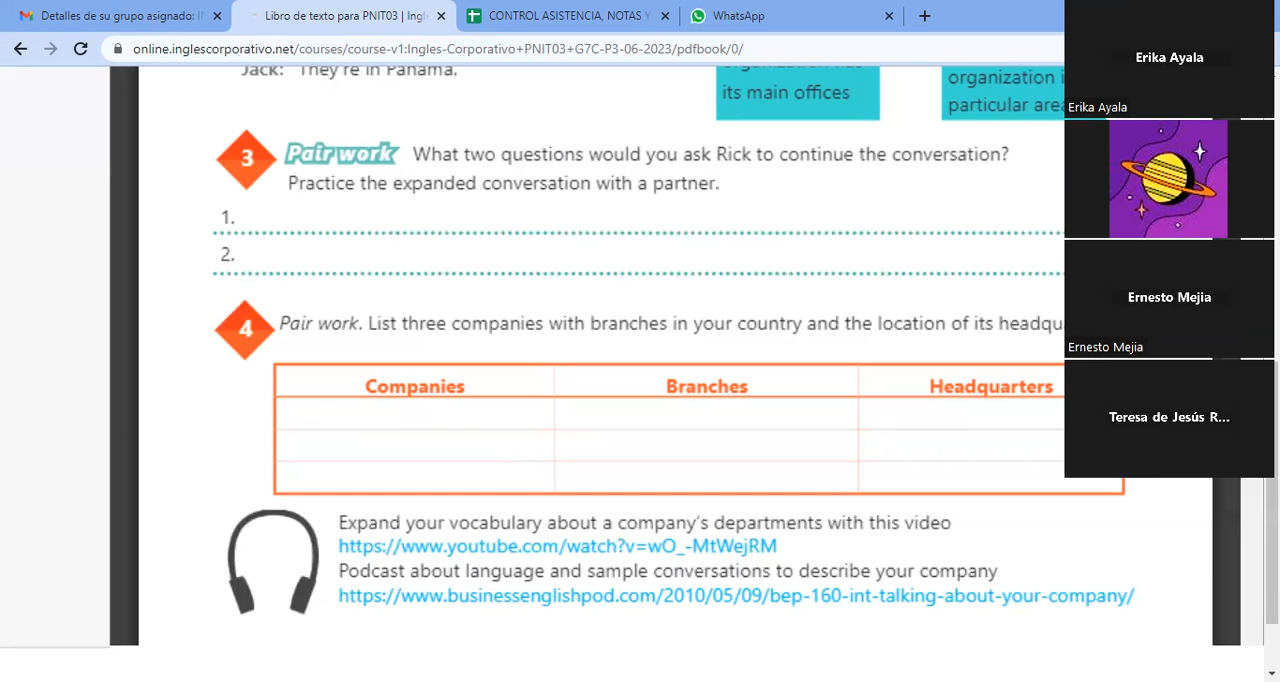 Detalles de su grupo asignado: I
Libro de texto para PNIT03 | Ingl
CONTROL ASISTENCIA, NOTAS Y
WhatsApp
online.inglescorporativo.net/courses/course-v1:Ingles-Corporativo+PNIT03+G7C-P3-06-2023/pdfbook/0/
Jack: They're in Panama.
organization has
its main offices
organization i
particular area
3 Pair work What two questions would you ask Rick to continue the conversation?
Practice the expanded conversation with a partner.
1.
2.
4 Pair work. List three companies with branches in your country and the location of its headqu
Companies Branches Headquarters
Expand your vocabulary about a company's departments with this video
https://www.youtube.com/watch?v=wO_-MtWejRM
Podcast about language and sample conversations to describe your company
https://www.businessenglishpod.com/2010/05/09/bep-160-int-talking-about-your-company/
Erika Ayala
Erika Ayala
Ernesto Mejia
Ernesto Mejia
Teresa de Jesús R...